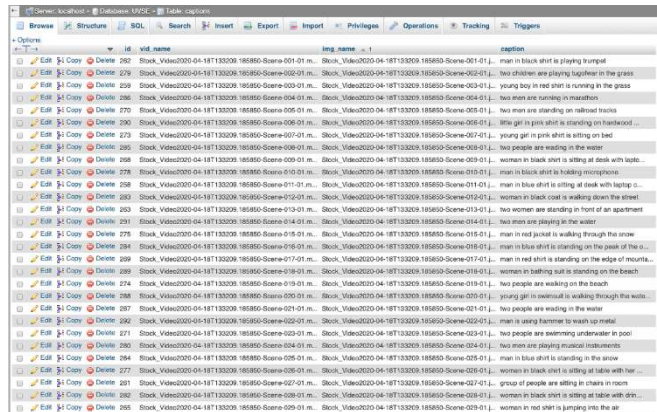 Server: localhost » Database: UVSE » Table: captions
Browse Structure SQL Search Insert Export Import Privileges Operations Tracking Triggers
+ Options
id vid_name img_name 1 caption
Edit Copy Delete 282 Stock_Video2020-04-18T133209.185850-Scene-001-01.m... Stock_Video2020-04-18T133209.185850-Scene-001-01.j... man in black shirt is playing trumpet
Edit Copy Delete 279 Stock_Video2020-04-18T133209.185850-Scene-002-01.m... Stock_Video2020-04-18T133209.185850-Scene-002-01.j... two children are playing tugofwar in the grass
Edit Copy Delete 259 Stock_Video2020-04-18T133209.185850-Scene-003-01.m... Stock_Video2020-04-18T133209.185850-Scene-003-01.j... young boy in red shirt is running in the grass
Edit Copy Delete 266 Stock_Video2020-04-18T133209.185850-Scene-004-01.m... Stock_Video2020-04-18T133209.185850-Scene-004-01.j... two men are running in marathon
Edit Copy Delete 270 Stock_Video2020-04-18T133209.185850-Scene-005-01.m... Stock_Video2020-04-18T133209.185850-Scene-005-01.j... two men are standing on railroad tracks
Edit Copy Delete 290 Stock_Video2020-04-18T133209.185850-Scene-006-01.m... Stock_Video2020-04-18T133209.185850-Scene-006-01.j... little girl in pink shirt is standing on hardwood ...
Edit Copy Delete 273 Stock_Video2020-04-18T133209.185850-Scene-007-01.m... Stock_Video2020-04-18T133209.185850-Scene-007-01.j... young girl in pink shirt is sitting on bed
Edit Copy Delete 285 Stock_Video2020-04-18T133209.185850-Scene-008-01.m... Stock_Video2020-04-18T133209.185850-Scene-008-01.j... two people are wading in the water
Edit Copy Delete 268 Stock_Video2020-04-18T133209.185850-Scene-009-01.m... Stock_Video2020-04-18T133209.185850-Scene-009-01.j... woman in black shirt is sitting at desk with lapto...
Edit Copy Delete 278 Stock_Video2020-04-18T133209.185850-Scene-010-01.m... Stock_Video2020-04-18T133209.185850-Scene-010-01.j... man in black shirt is holding microphone
Edit Copy Delete 258 Stock_Video2020-04-18T133209.185850-Scene-011-01.m... Stock_Video2020-04-18T133209.185850-Scene-011-01.j... man in blue shirt is sitting at desk with laptop o...
Edit Copy Delete 283 Stock_Video2020-04-18T133209.185850-Scene-012-01.m... Stock_Video2020-04-18T133209.185850-Scene-012-01.j... woman in black coat is walking down the street
Edit Copy Delete 263 Stock_Video2020-04-18T133209.185850-Scene-013-01.m... Stock_Video2020-04-18T133209.185850-Scene-013-01.j... two women are standing in front of an apartment
Edit Copy Delete 291 Stock_Video2020-04-18T133209.185850-Scene-014-01.m... Stock_Video2020-04-18T133209.185850-Scene-014-01.j... two men are playing in the water
Edit Copy Delete 275 Stock_Video2020-04-18T133209.185850-Scene-015-01.m... Stock_Video2020-04-18T133209.185850-Scene-015-01.j... man in red jacket is walking through the snow
Edit Copy Delete 284 Stock_Video2020-04-18T133209.185850-Scene-016-01.m... Stock_Video2020-04-18T133209.185850-Scene-016-01.j... man in blue shirt is standing on the peak of the o...
Edit Copy Delete 269 Stock_Video2020-04-18T133209.185850-Scene-017-01.m... Stock_Video2020-04-18T133209.185850-Scene-017-01.j... man in red shirt is standing on the edge of mounta...
Edit Copy Delete 289 Stock_Video2020-04-18T133209.185850-Scene-018-01.m... Stock_Video2020-04-18T133209.185850-Scene-018-01.j... woman in bathing suit is standing on the beach
Edit Copy Delete 274 Stock_Video2020-04-18T133209.185850-Scene-019-01.m... Stock_Video2020-04-18T133209.185850-Scene-019-01.j... two people are walking on the beach
Edit Copy Delete 288 Stock_Video2020-04-18T133209.185850-Scene-020-01.m... Stock_Video2020-04-18T133209.185850-Scene-020-01.j... young girl in swimsuit is walking through the wate...
Edit Copy Delete 267 Stock_Video2020-04-18T133209.185850-Scene-021-01.m... Stock_Video2020-04-18T133209.185850-Scene-021-01.j... two people are wading in the water
Edit Copy Delete 292 Stock_Video2020-04-18T133209.185850-Scene-022-01.m... Stock_Video2020-04-18T133209.185850-Scene-022-01.j... man is using hammer to wash up metal
Edit Copy Delete 271 Stock_Video2020-04-18T133209.185850-Scene-023-01.m... Stock_Video2020-04-18T133209.185850-Scene-023-01.j... two people are swimming underwater in pool
Edit Copy Delete 280 Stock_Video2020-04-18T133209.185850-Scene-024-01.m... Stock_Video2020-04-18T133209.185850-Scene-024-01.j... two men are playing musical instruments
Edit Copy Delete 264 Stock_Video2020-04-18T133209.185850-Scene-025-01.m... Stock_Video2020-04-18T133209.185850-Scene-025-01.j... man in blue shirt is standing in the snow
Edit Copy Delete 277 Stock_Video2020-04-18T133209.185850-Scene-026-01.m... Stock_Video2020-04-18T133209.185850-Scene-026-01.j... woman in black shirt is sitting at table with her ...
Edit Copy Delete 281 Stock_Video2020-04-18T133209.185850-Scene-027-01.m... Stock_Video2020-04-18T133209.185850-Scene-027-01.j... group of people are sitting in chairs in room
Edit Copy Delete 262 Stock_Video2020-04-18T133209.185850-Scene-028-01.m... Stock_Video2020-04-18T133209.185850-Scene-028-01.j... woman in black shirt is sitting at table with drin...
Edit Copy Delete 265 Stock_Video2020-04-18T133209.185850-Scene-029-01.m... Stock_Video2020-04-18T133209.185850-Scene-029-01.j... woman in red shirt is jumping into the air